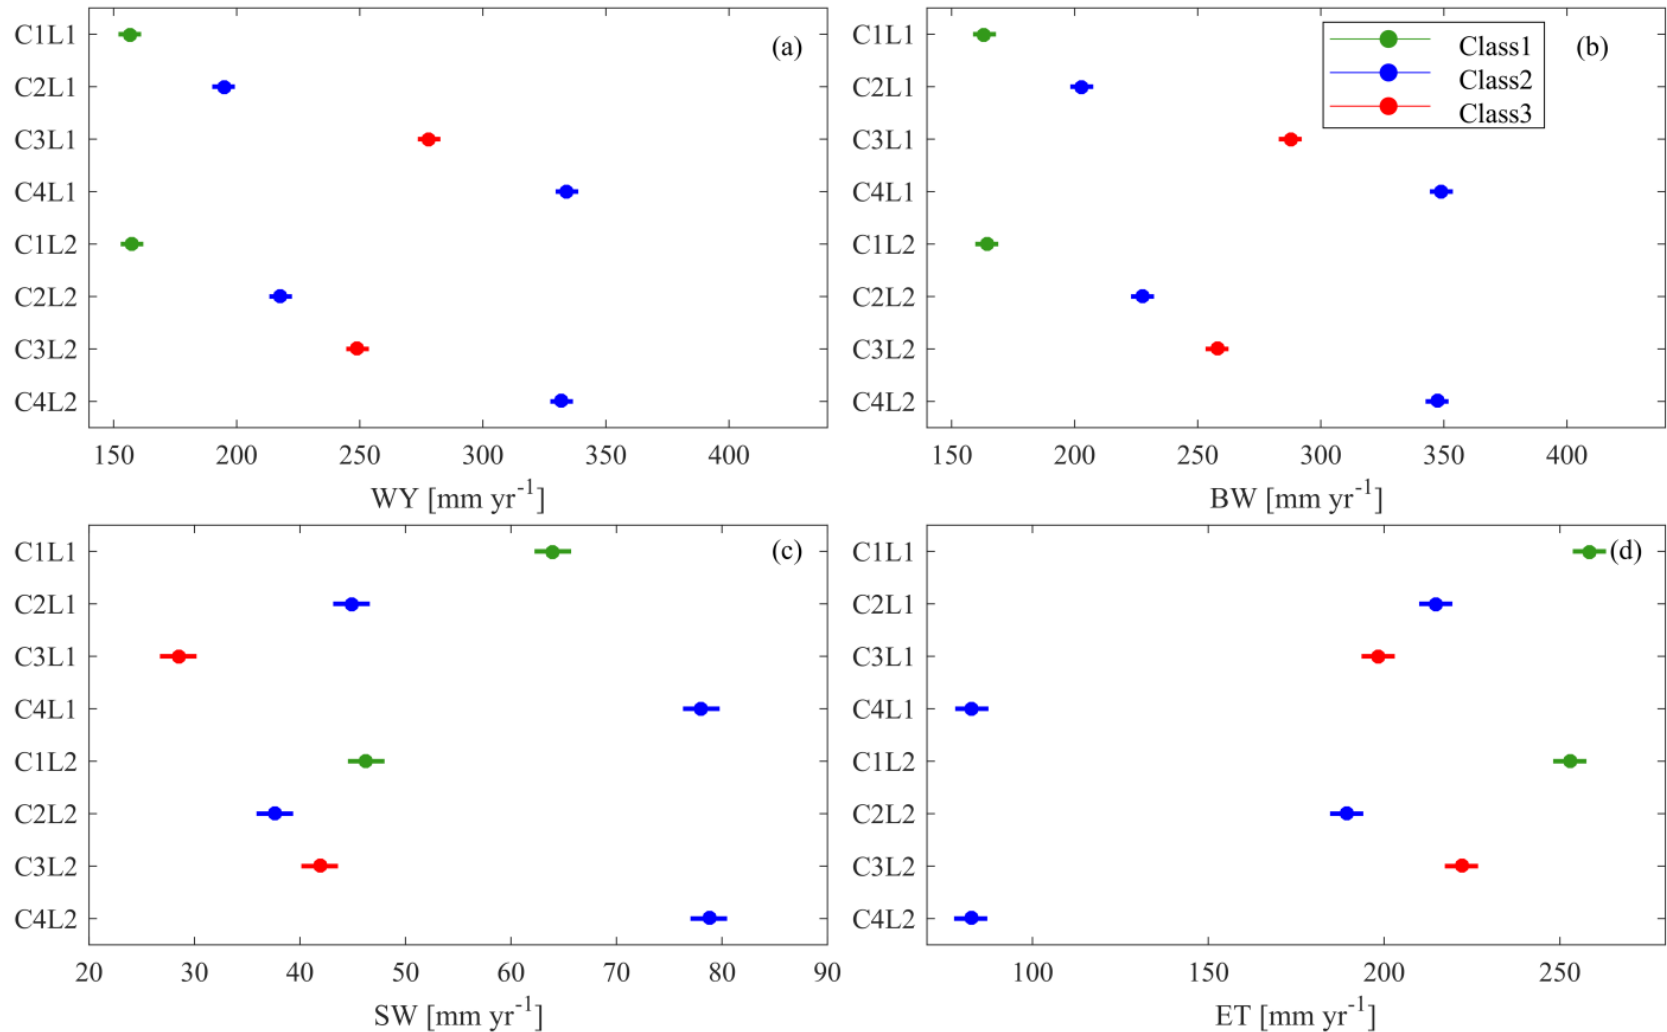 C1L1
C2L1
C3L1
C4L1
C1L2
C2L2
C3L2
C4L2
(a)
150 200 250 300 350 400
WY [mm yr-1]
C1L1
C2L1
C3L1
C4L1
C1L2
C2L2
C3L2
C4L2
Class1
Class2
Class3
(b)
150 200 250 300 350 400
BW [mm yr-1]
C1L1
C2L1
C3L1
C4L1
C1L2
C2L2
C3L2
C4L2
(c)
20 30 40 50 60 70 80 90
SW [mm yr-1]
C1L1
C2L1
C3L1
C4L1
C1L2
C2L2
C3L2
C4L2
(d)
100 150 200 250
ET [mm yr-1]